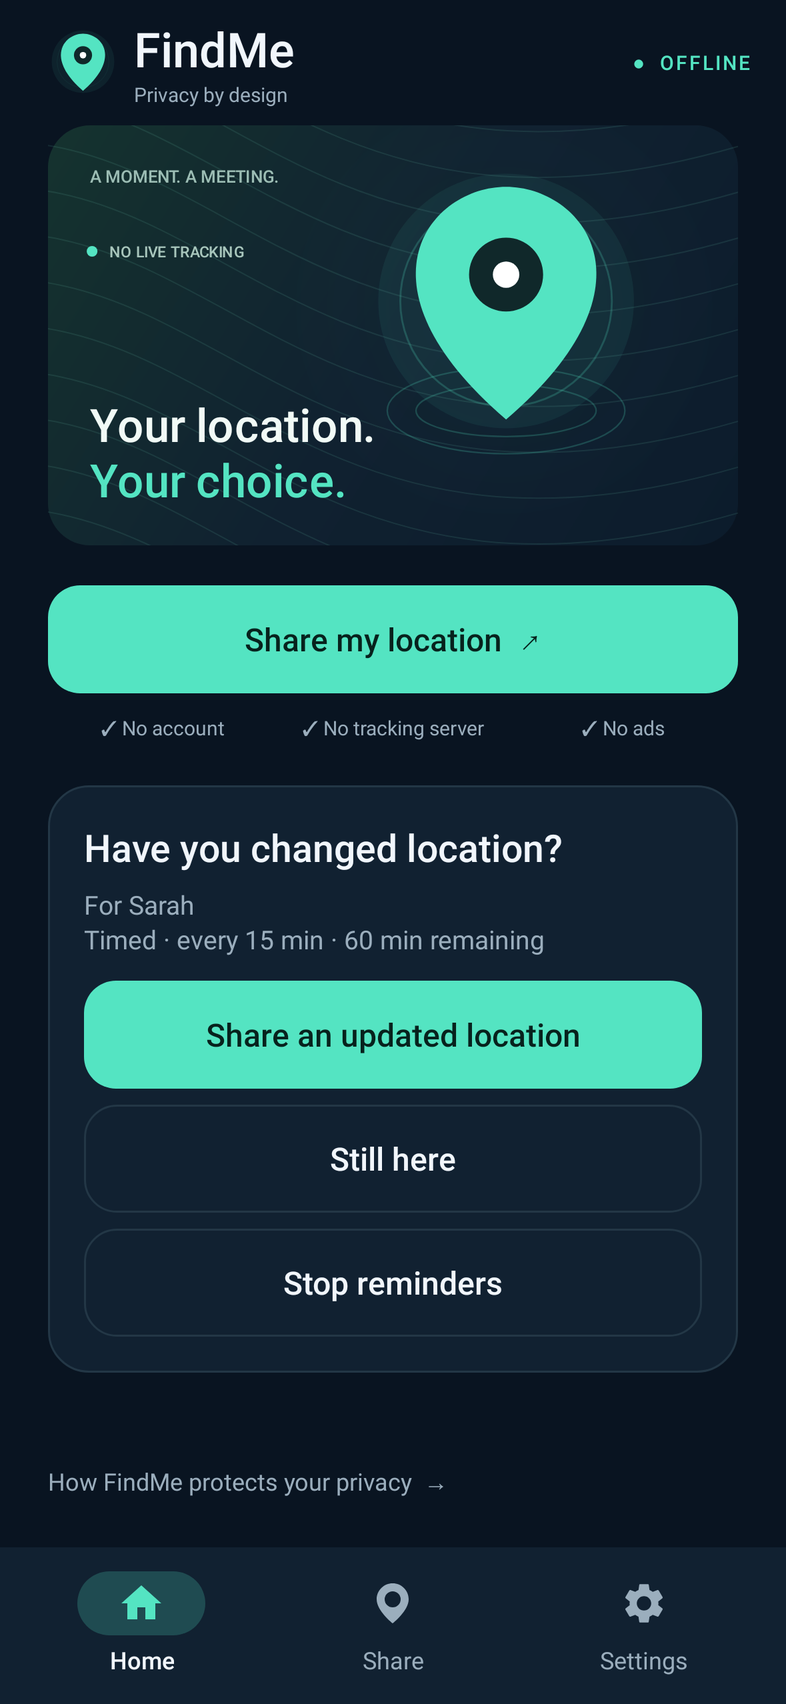 FindMe
Privacy by design
OFFLINE
A MOMENT. A MEETING.
NO LIVE TRACKING
Your location.
Your choice.
Share my location ↗
✓ No account
✓ No tracking server
✓ No ads
Have you changed location?
For Sarah
Timed · every 15 min · 60 min remaining
Share an updated location
Still here
Stop reminders
How FindMe protects your privacy →
Home
Share
Settings